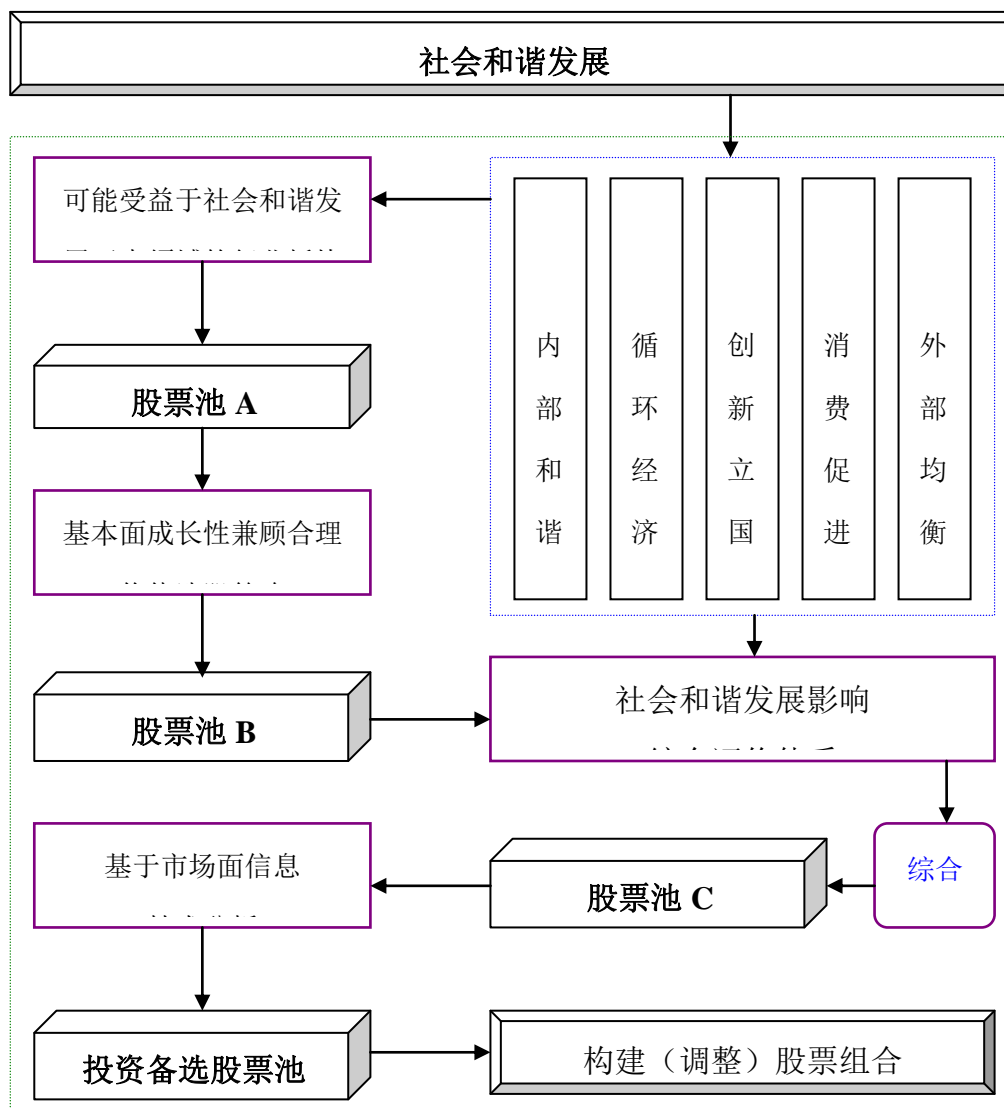 社会和谐发展
可能受益于社会和谐发
股票池 A
基本面成长性兼顾合理
股票池 B
内部和谐
循环经济
创新立国
消费促进
外部均衡
社会和谐发展影响
综合
股票池 C
基于市场面信息
投资备选股票池
构建（调整）股票组合